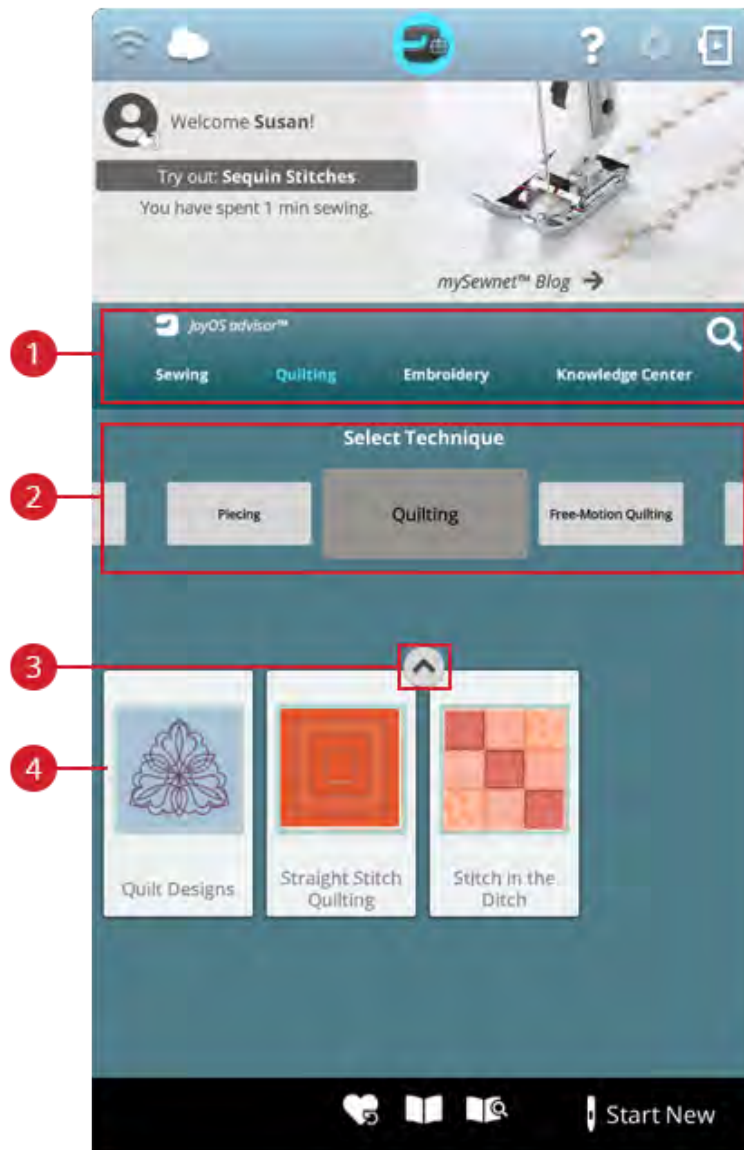 Welcome Susan!
Try out: Sequin Stitches
You have spent 1 min sewing.
mySewnet™ Blog →
1
JoyOS advisor™
Sewing Quilting Embroidery Knowledge Center
Select Technique
2
Piecing Quilting Free-Motion Quilting
3
4
Quilt Designs
Straight Stitch
Quilting
Stitch in the
Ditch
Start New